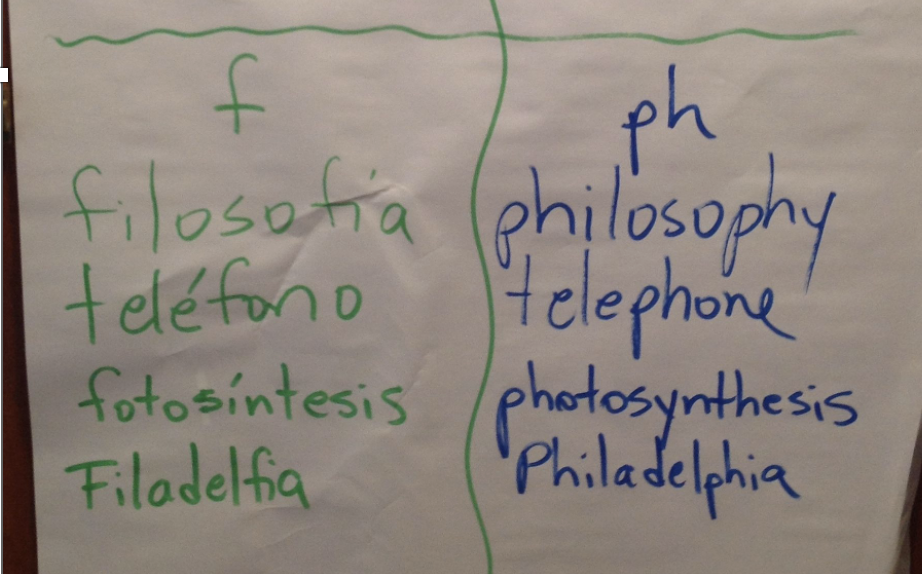 f
filosofía
teléfono
fotosíntesis
Filadelfia
ph
philosophy
telephone
photosynthesis
Philadelphia